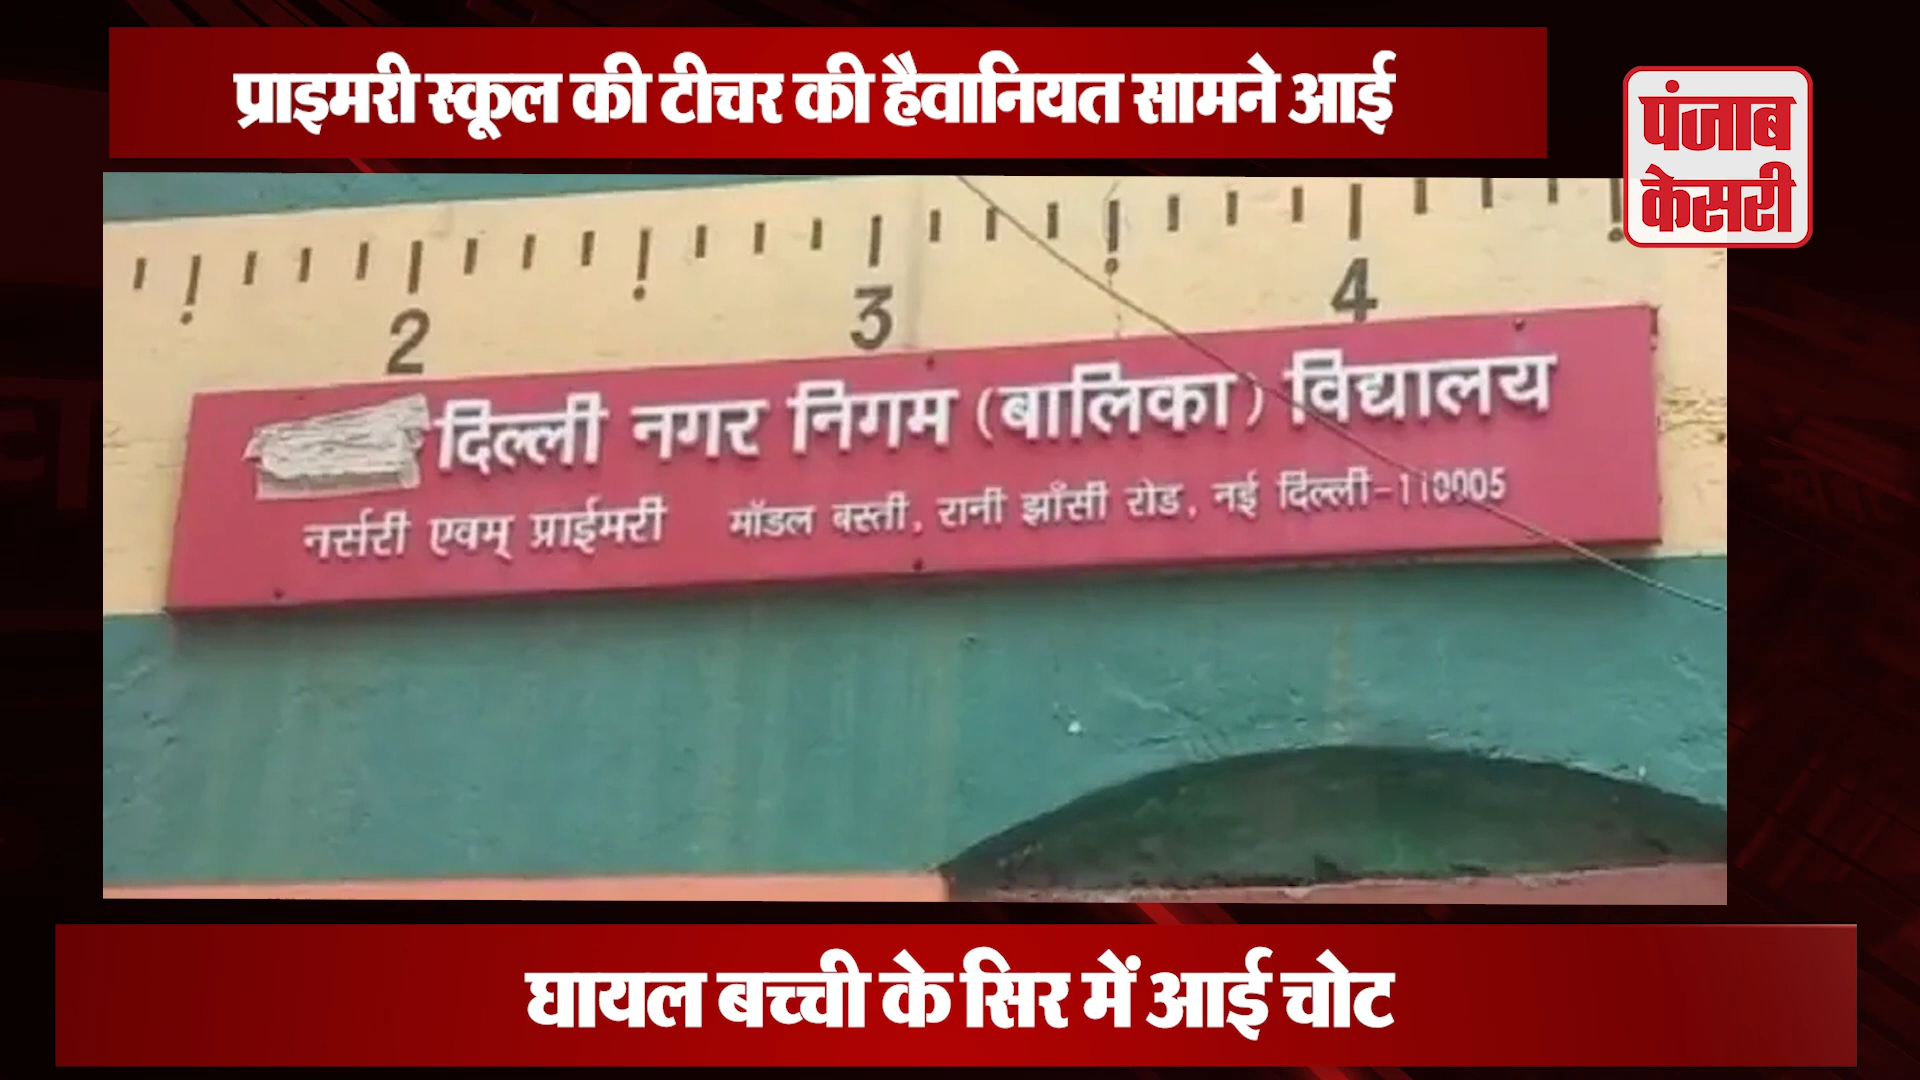 प्राइमरी स्कूल की टीचर की हैवानियत सामने आई
पंजाब
केसरी
2 3 4
दिल्ली नगर निगम (बालिका) विद्यालय
नर्सरी एवम् प्राईमरी मॉडल बस्ती, रानी झाँसी रोड, नई दिल्ली-110005
घायल बच्ची के सिर में आई चोट